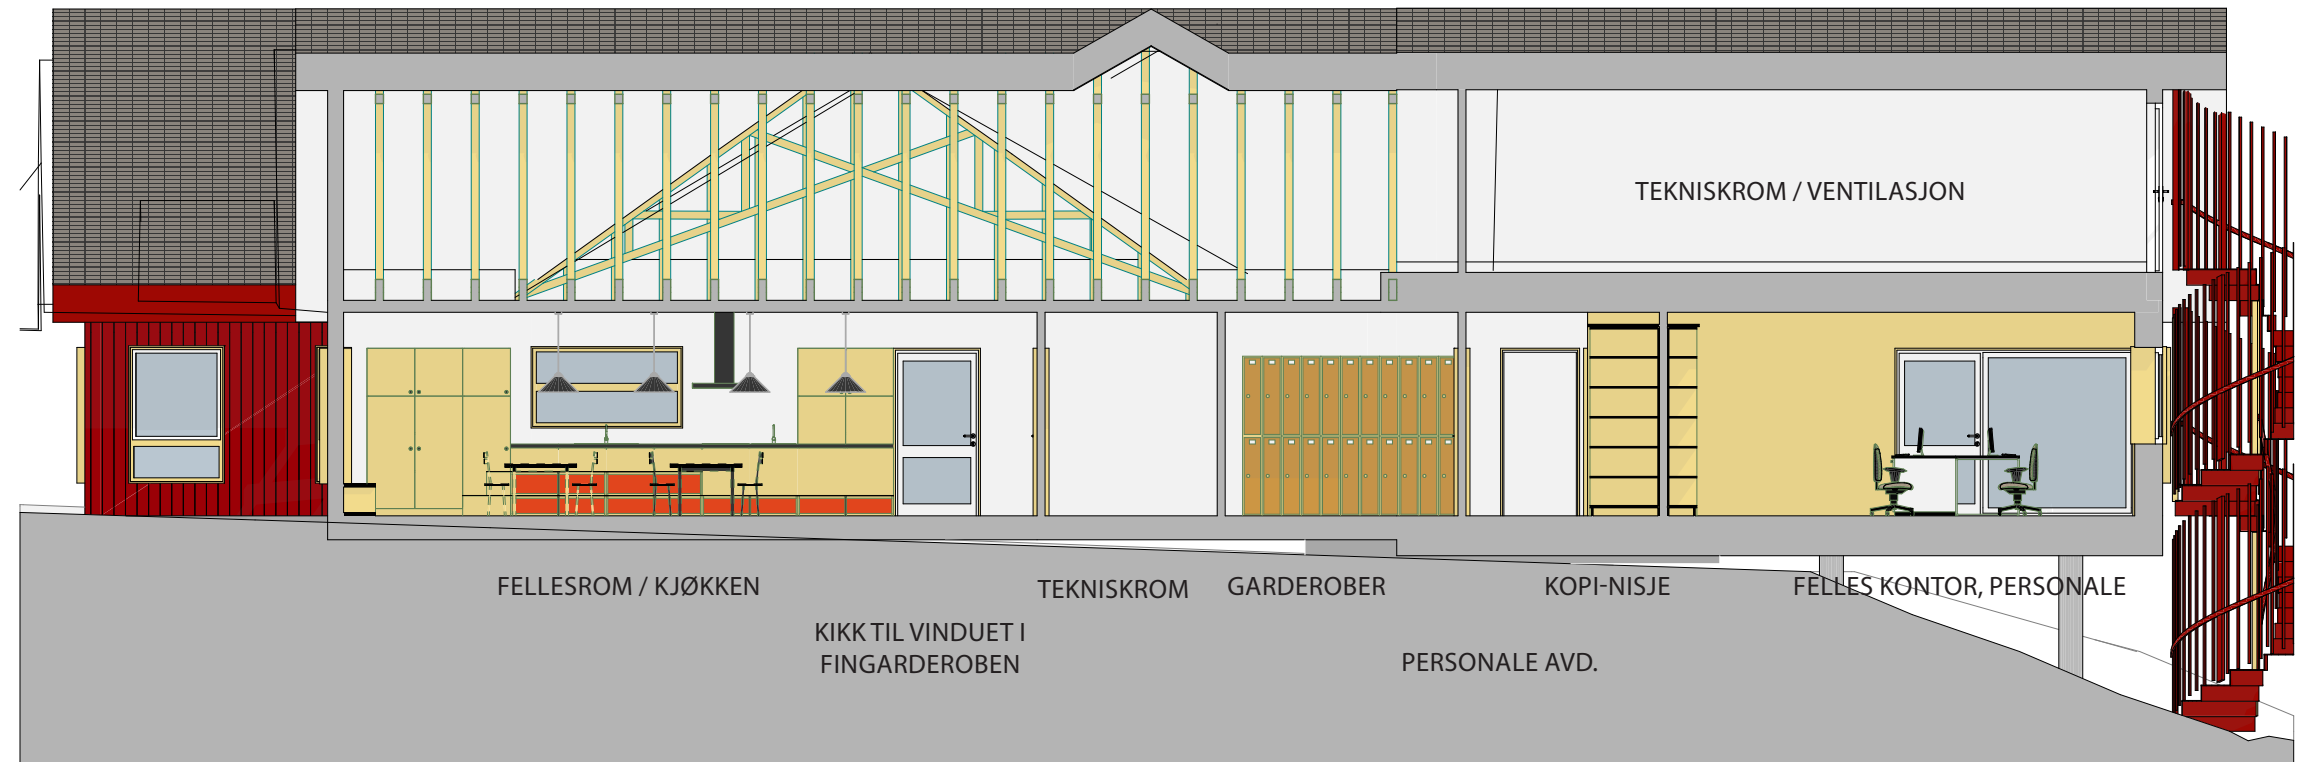 TEKNISKROM / VENTILASJON
FELLESROM / KJØKKEN
TEKNISKROM
GARDEROBER
KOPI-NISJE
FELLES KONTOR, PERSONALE
KIKK TIL VINDUET I
FINGARDEROBEN
PERSONALE AVD.